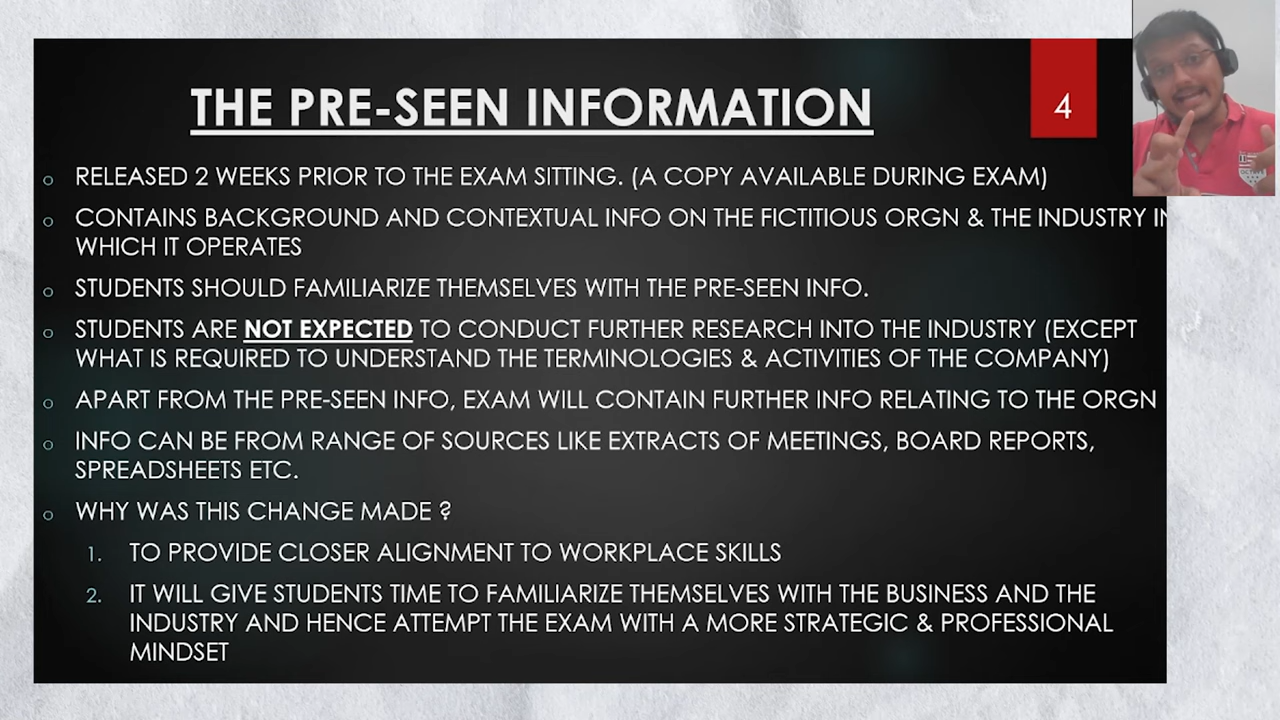 THE PRE-SEEN INFORMATION
4
o RELEASED 2 WEEKS PRIOR TO THE EXAM SITTING. (A COPY AVAILABLE DURING EXAM)
o CONTAINS BACKGROUND AND CONTEXTUAL INFO ON THE FICTITIOUS ORGN & THE INDUSTRY IN
WHICH IT OPERATES
o STUDENTS SHOULD FAMILIARIZE THEMSELVES WITH THE PRE-SEEN INFO.
o STUDENTS ARE NOT EXPECTED TO CONDUCT FURTHER RESEARCH INTO THE INDUSTRY (EXCEPT
WHAT IS REQUIRED TO UNDERSTAND THE TERMINOLOGIES & ACTIVITIES OF THE COMPANY)
o APART FROM THE PRE-SEEN INFO, EXAM WILL CONTAIN FURTHER INFO RELATING TO THE ORGN
o INFO CAN BE FROM RANGE OF SOURCES LIKE EXTRACTS OF MEETINGS, BOARD REPORTS,
SPREADSHEETS ETC.
o WHY WAS THIS CHANGE MADE ?
1. TO PROVIDE CLOSER ALIGNMENT TO WORKPLACE SKILLS
2. IT WILL GIVE STUDENTS TIME TO FAMILIARIZE THEMSELVES WITH THE BUSINESS AND THE
INDUSTRY AND HENCE ATTEMPT THE EXAM WITH A MORE STRATEGIC & PROFESSIONAL
MINDSET